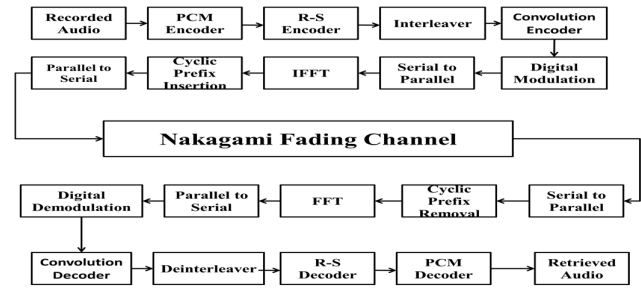 Recorded
Audio
PCM
Encoder
R-S
Encoder
Interleaver
Convolution
Encoder
Parallel to
Serial
Cyclic
Prefix
Insertion
IFFT
Serial to
Parallel
Digital
Modulation
Nakagami Fading Channel
Digital
Demodulation
Parallel to
Serial
FFT
Cyclic
Prefix
Removal
Serial to
Parallel
Convolution
Decoder
Deinterleaver
R-S
Decoder
PCM
Decoder
Retrieved
Audio